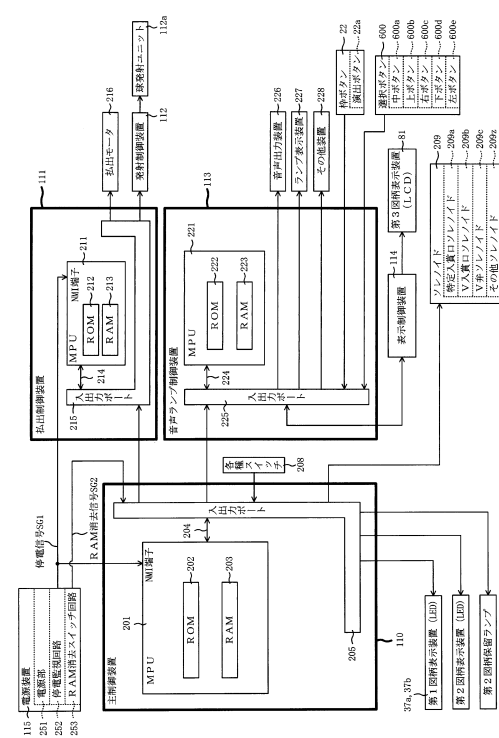 電源装置
115
電源部
251
停電監視回路
252
RAM消去スイッチ回路
253
停電信号SG1
RAM消去信号SG2
払出制御装置
111
MPU
NMI端子
211
ROM
212
RAM
213
214
入出力ポート
215
払出モータ
216
発射制御装置
112
球発射ユニット
112a
音声ランプ制御装置
113
MPU
221
ROM
222
RAM
223
224
入出力ポート
225
音声出力装置
226
ランプ表示装置
227
その他装置
228
枠ボタン
22
演出ボタン
22a
選択ボタン
600
中ボタン
600a
上ボタン
600b
右ボタン
600c
下ボタン
600d
左ボタン
600e
表示制御装置
114
第3図柄表示装置
(LCD)
81
主制御装置
110
MPU
201
NMI端子
ROM
202
RAM
203
204
入出力ポート
205
各種スイッチ
208
ソレノイド
209
特定入賞口ソレノイド
209a
V入賞口ソレノイド
209b
V弁ソレノイド
209c
その他ソレノイド
209z
37a, 37b
第1図柄表示装置(LED)
第2図柄表示装置(LED)
第2図柄保留ランプ